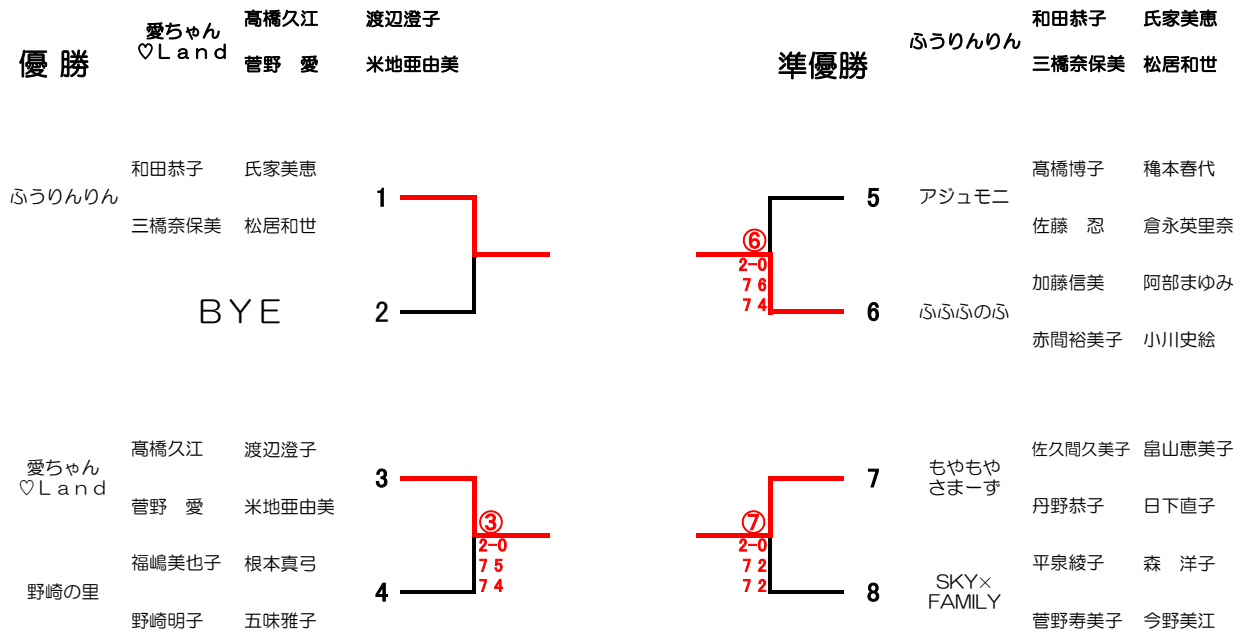 優 勝
愛ちゃん
♡Land
髙橋久江 渡辺澄子
菅野 愛 米地亜由美
準優勝
ふうりんりん
和田恭子 氏家美恵
三橋奈保美 松居和世
ふうりんりん
和田恭子 氏家美恵
三橋奈保美 松居和世
1
BYE
2
愛ちゃん
♡Land
髙橋久江 渡辺澄子
菅野 愛 米地亜由美
3
野崎の里
福嶋美也子 根本真弓
野崎明子 五味雅子
4
③
2-0
7 5
7 4
5
アジュモニ
髙橋博子 穐本春代
佐藤 忍 倉永英里奈
6
ふふふのふ
加藤信美 阿部まゆみ
赤間裕美子 小川史絵
⑥
2-0
7 6
7 4
7
もやもや
さまーず
佐久間久美子 畠山恵美子
丹野恭子 日下直子
8
SKY×
FAMILY
平泉綾子 森 洋子
菅野寿美子 今野美江
⑦
2-0
7 2
7 2